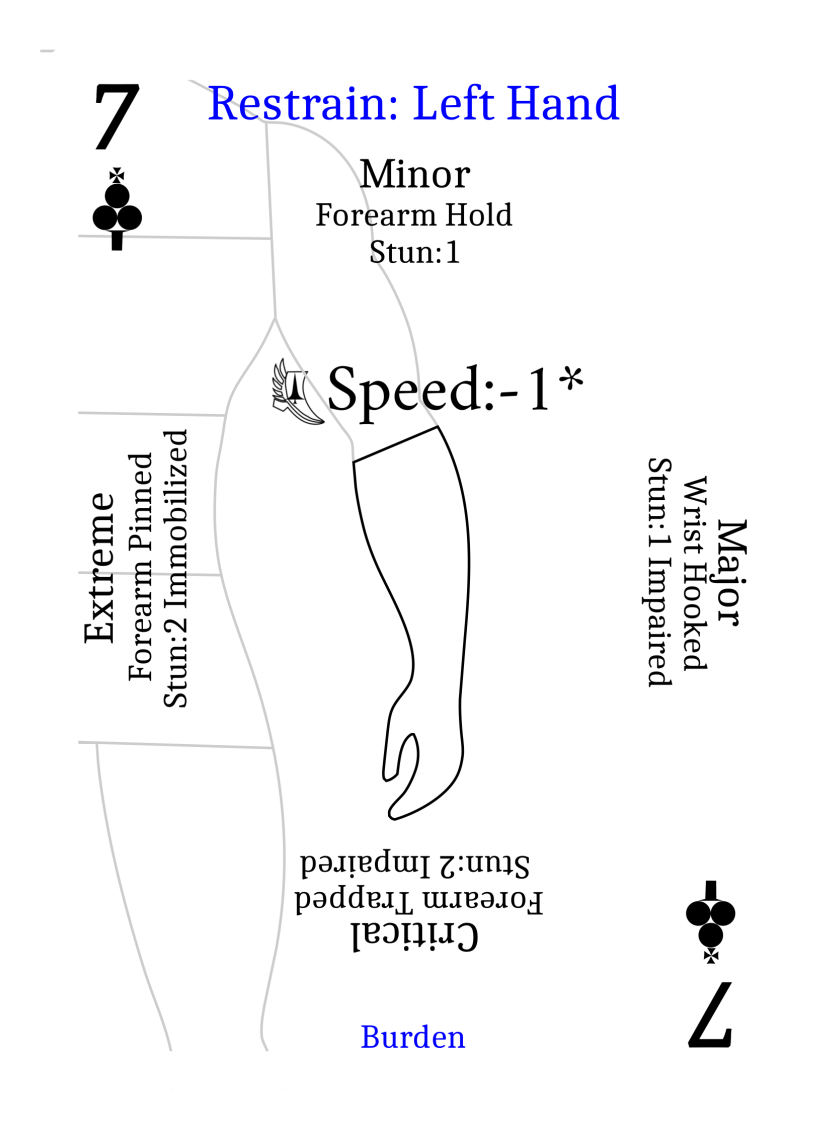 7
Restrain: Left Hand
Minor
Forearm Hold
Stun:1
Speed:-1*
Extreme
Forearm Pinned
Stun:2 Immobilized
Major
Wrist Hooked
Stun:1 Impaired
Critical
Forearm Trapped
Stun:2 Impaired
Burden
7